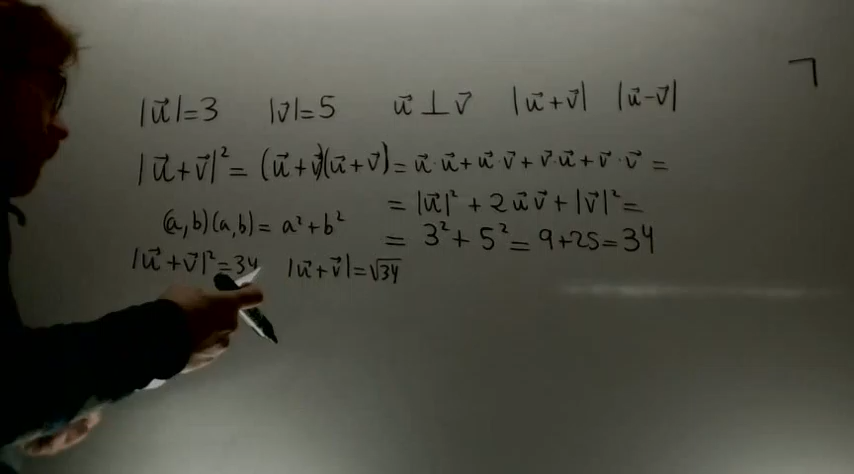 |u⃗|=3 |v⃗|=5 u⃗ ⊥ v⃗ |u⃗+v⃗| |u⃗-v⃗|
|u⃗+v⃗|²= (u⃗+v⃗)(u⃗+v⃗)= u⃗·u⃗+u⃗·v⃗+v⃗·u⃗+v⃗·v⃗ =
= |u⃗|²+2u⃗v⃗+|v⃗|²=
(a,b)(a,b)= a²+b²
= 3²+5²=9+25=34
|u⃗+v⃗|²=34 |u⃗+v⃗|=√34